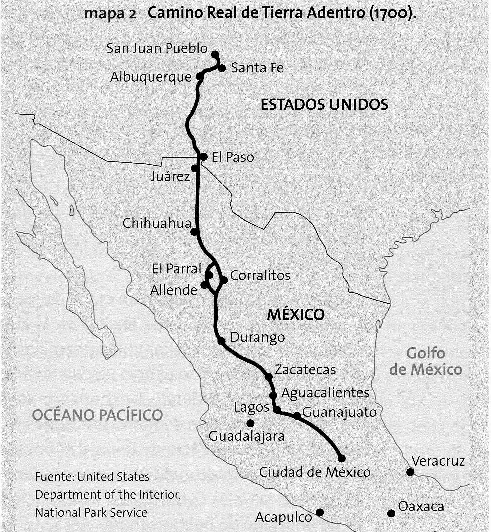 mapa 2 Camino Real de Tierra Adentro (1700).
San Juan Pueblo
Santa Fe
Albuquerque
ESTADOS UNIDOS
El Paso
Juárez
Chihuahua
El Parral
Corralitos
Allende
MÉXICO
Durango
Golfo
de México
Zacatecas
Aguacalientes
Lagos
Guanajuato
OCÉANO PACÍFICO
Guadalajara
Ciudad de México
Veracruz
Fuente: United States
Department of the Interior,
National Park Service
Acapulco
Oaxaca